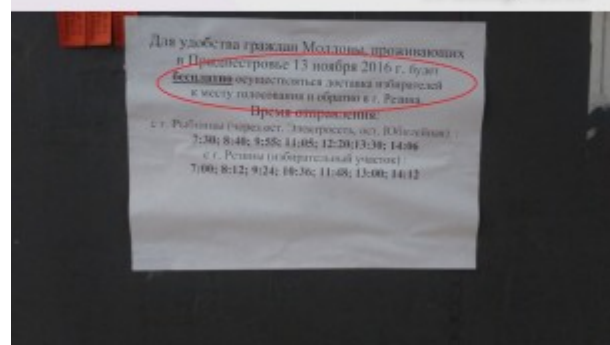 Для удобства граждан Молдовы, проживающих
в Приднестровье 13 ноября 2016 г. будет
бесплатно осуществляться доставка избирателей
к месту голосования и обратно в г. Резина.
Время отправления:
с г. Рыбницы (через ост. Электросеть, ост. Юбилейная) :
7:30; 8:40; 9:55; 11:05; 12:20; 13:30; 14:06
с г. Резины (избирательный участок) :
7:00; 8:12; 9:24; 10:36; 11:48; 13:00; 14:12